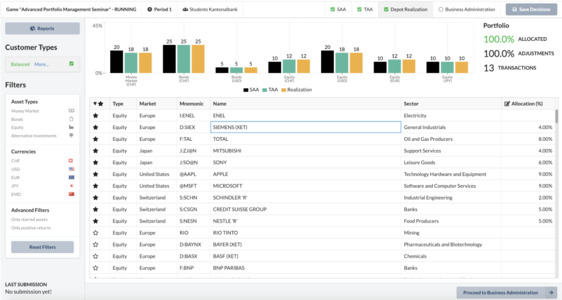 Game "Advanced Portfolio Management Seminar" - RUNNING
Period 1
Students Kantonalbank
SAA
TAA
Depot Realization
Business Administration
Save Decisions
Reports
Customer Types
Balanced More...
Filters
Asset Types
Money Market
Bonds
Equity
Alternative Investments
Currencies
CHF
USD
EUR
JPY
EMD
Advanced Filters
Only starred assets
Only positive returns
Reset Filters
LAST SUBMISSION
No submission yet!
45%
0%
20 18 18
25 25 25
5 5 5
10 12 12
20 18 18
10 12 12
10 10 10
Money Market (CHF)
Bonds (CHF)
Bonds (USD)
Equity (CHF)
Equity (USD)
Equity (EUR)
Equity (JPY)
SAA TAA Realization
Portfolio
100.0% ALLOCATED
100.0% ADJUSTMENTS
13 TRANSACTIONS
Type Market Mnemonic Name Sector Allocation (%)
Equity Europe I:ENEL ENEL Electricity
Equity Europe D:SIEX SIEMENS (XET) General Industrials 4.00%
Equity Europe F:TAL TOTAL Oil and Gas Producers 8.00%
Equity Japan J:ZJ@N MITSUBISHI Support Services 4.00%
Equity Japan J:SO@N SONY Leisure Goods 6.00%
Equity United States @AAPL APPLE Technology Hardware and Equipment 9.00%
Equity United States @MSFT MICROSOFT Software and Computer Services 9.00%
Equity Switzerland S:SCHN SCHINDLER 'R' Industrial Engineering 2.00%
Equity Switzerland S:CSGN CREDIT SUISSE GROUP Banks 5.00%
Equity Switzerland S:NESN NESTLE 'R' Food Producers 5.00%
Equity Europe RIO RIO TINTO Mining
Equity Europe D:BAYNX BAYER (XET) Pharmaceuticals and Biotechnology
Equity Europe D:BASX BASF (XET) Chemicals
Equity Europe F:BNP BNP PARIBAS Banks
Proceed to Business Administration